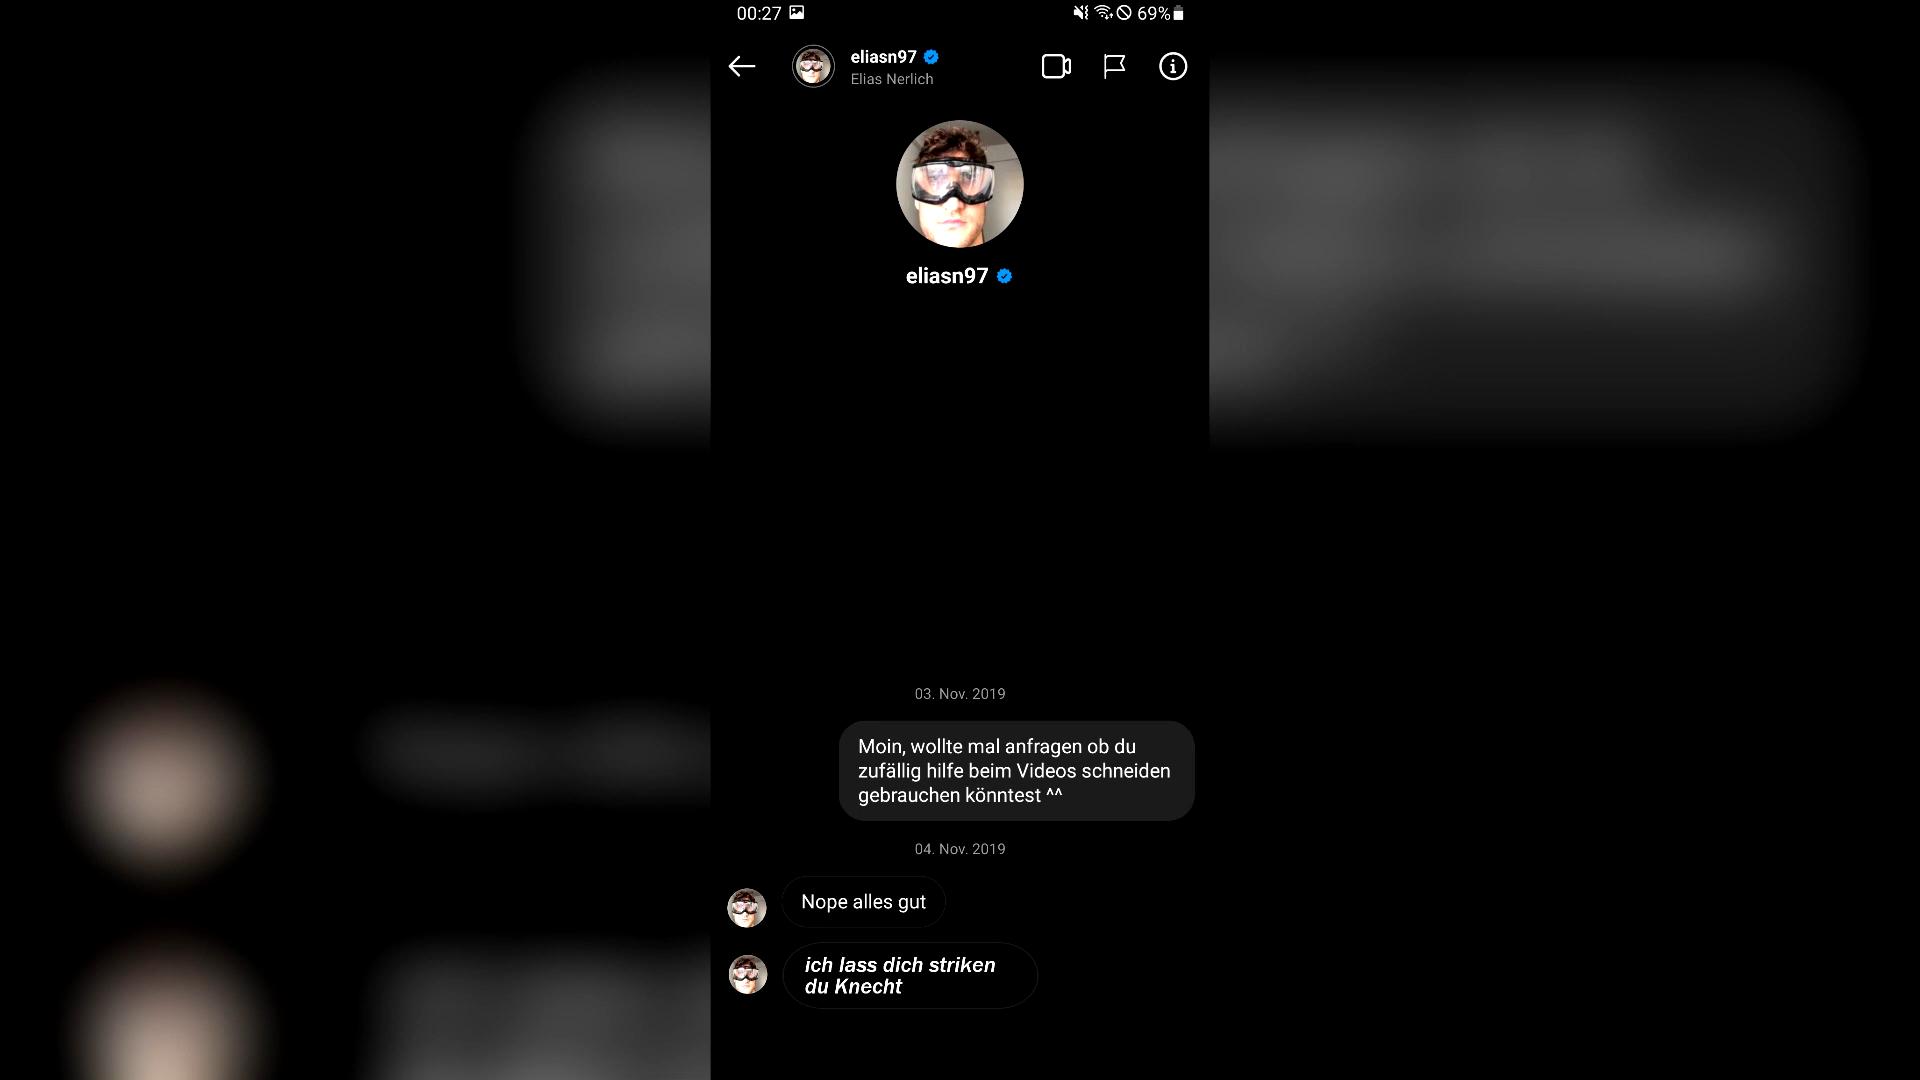 00:27
69%
eliasn97
Elias Nerlich
eliasn97
03. Nov. 2019
Moin, wollte mal anfragen ob du
zufällig hilfe beim Videos schneiden
gebrauchen könntest ^^
04. Nov. 2019
Nope alles gut
ich lass dich striken
du Knecht